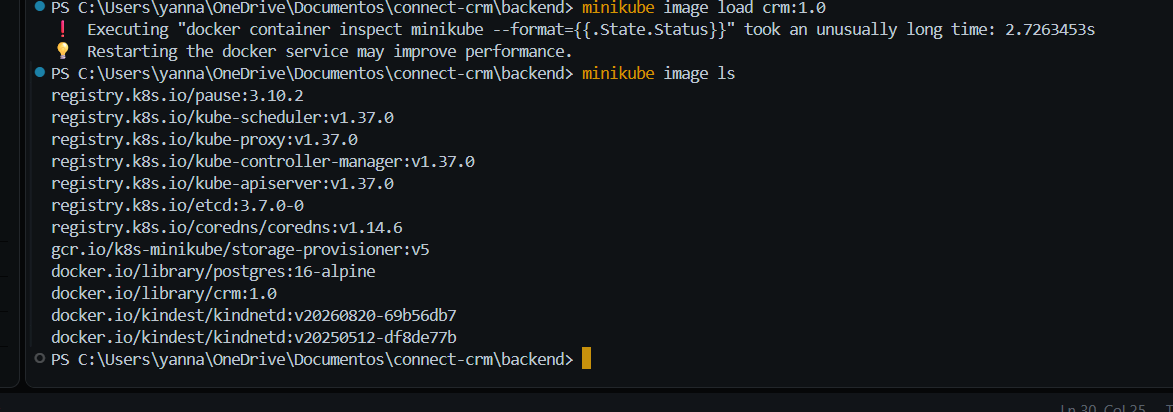 PS C:\Users\yanna\OneDrive\Documentos\connect-crm\backend> minikube image load crm:1.0
❗ Executing "docker container inspect minikube --format={{.State.Status}}" took an unusually long time: 2.7263453s
💡 Restarting the docker service may improve performance.
PS C:\Users\yanna\OneDrive\Documentos\connect-crm\backend> minikube image ls
registry.k8s.io/pause:3.10.2
registry.k8s.io/kube-scheduler:v1.37.0
registry.k8s.io/kube-proxy:v1.37.0
registry.k8s.io/kube-controller-manager:v1.37.0
registry.k8s.io/kube-apiserver:v1.37.0
registry.k8s.io/etcd:3.7.0-0
registry.k8s.io/coredns/coredns:v1.14.6
gcr.io/k8s-minikube/storage-provisioner:v5
docker.io/library/postgres:16-alpine
docker.io/library/crm:1.0
docker.io/kindest/kindnetd:v20260820-69b56db7
docker.io/kindest/kindnetd:v20250512-df8de77b
PS C:\Users\yanna\OneDrive\Documentos\connect-crm\backend>
Ln 30, Col 25